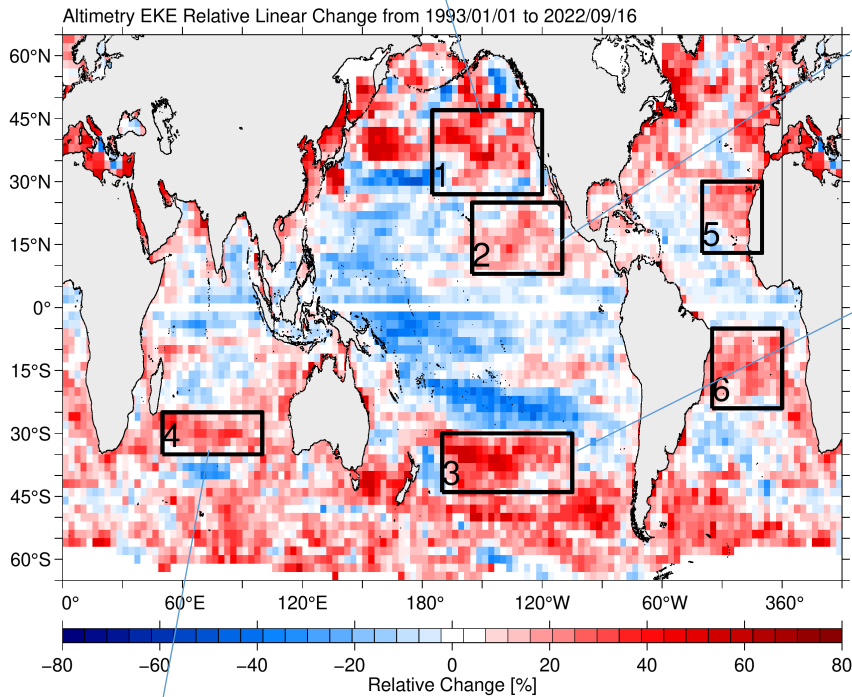 Altimetry EKE Relative Linear Change from 1993/01/01 to 2022/09/16
60°N
45°N
30°N
15°N
0°
15°S
30°S
45°S
60°S
1
2
5
6
4
3
0° 60°E 120°E 180° 120°W 60°W 360°
−80 −60 −40 −20 0 20 40 60 80
Relative Change [%]